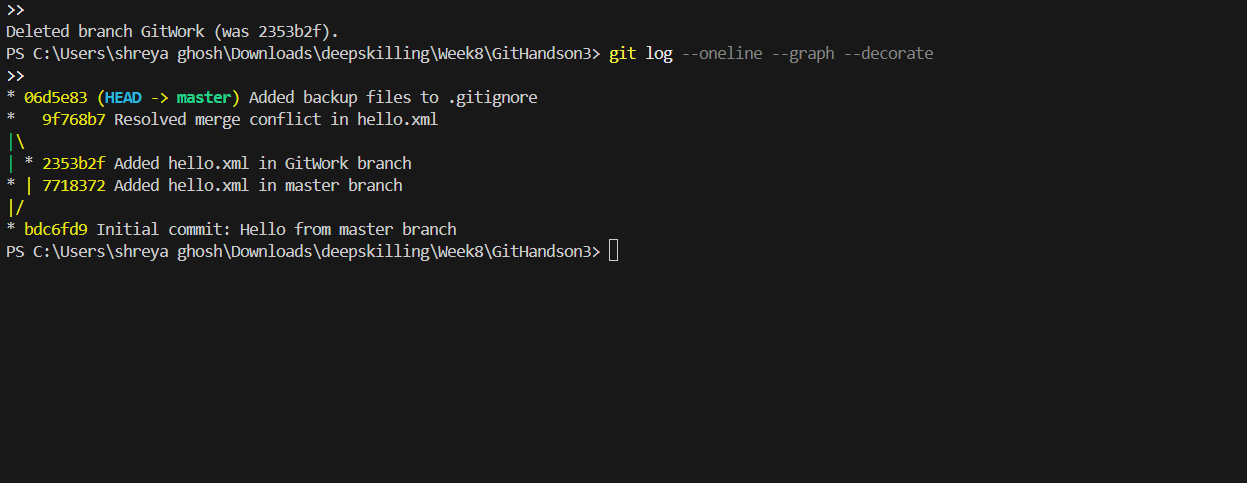 >>
Deleted branch GitWork (was 2353b2f).
PS C:\Users\shreya ghosh\Downloads\deepskilling\Week8\GitHandson3> git log --oneline --graph --decorate
>>
* 06d5e83 (HEAD -> master) Added backup files to .gitignore
*   9f768b7 Resolved merge conflict in hello.xml
|\
| * 2353b2f Added hello.xml in GitWork branch
* | 7718372 Added hello.xml in master branch
|/
* bdc6fd9 Initial commit: Hello from master branch
PS C:\Users\shreya ghosh\Downloads\deepskilling\Week8\GitHandson3>